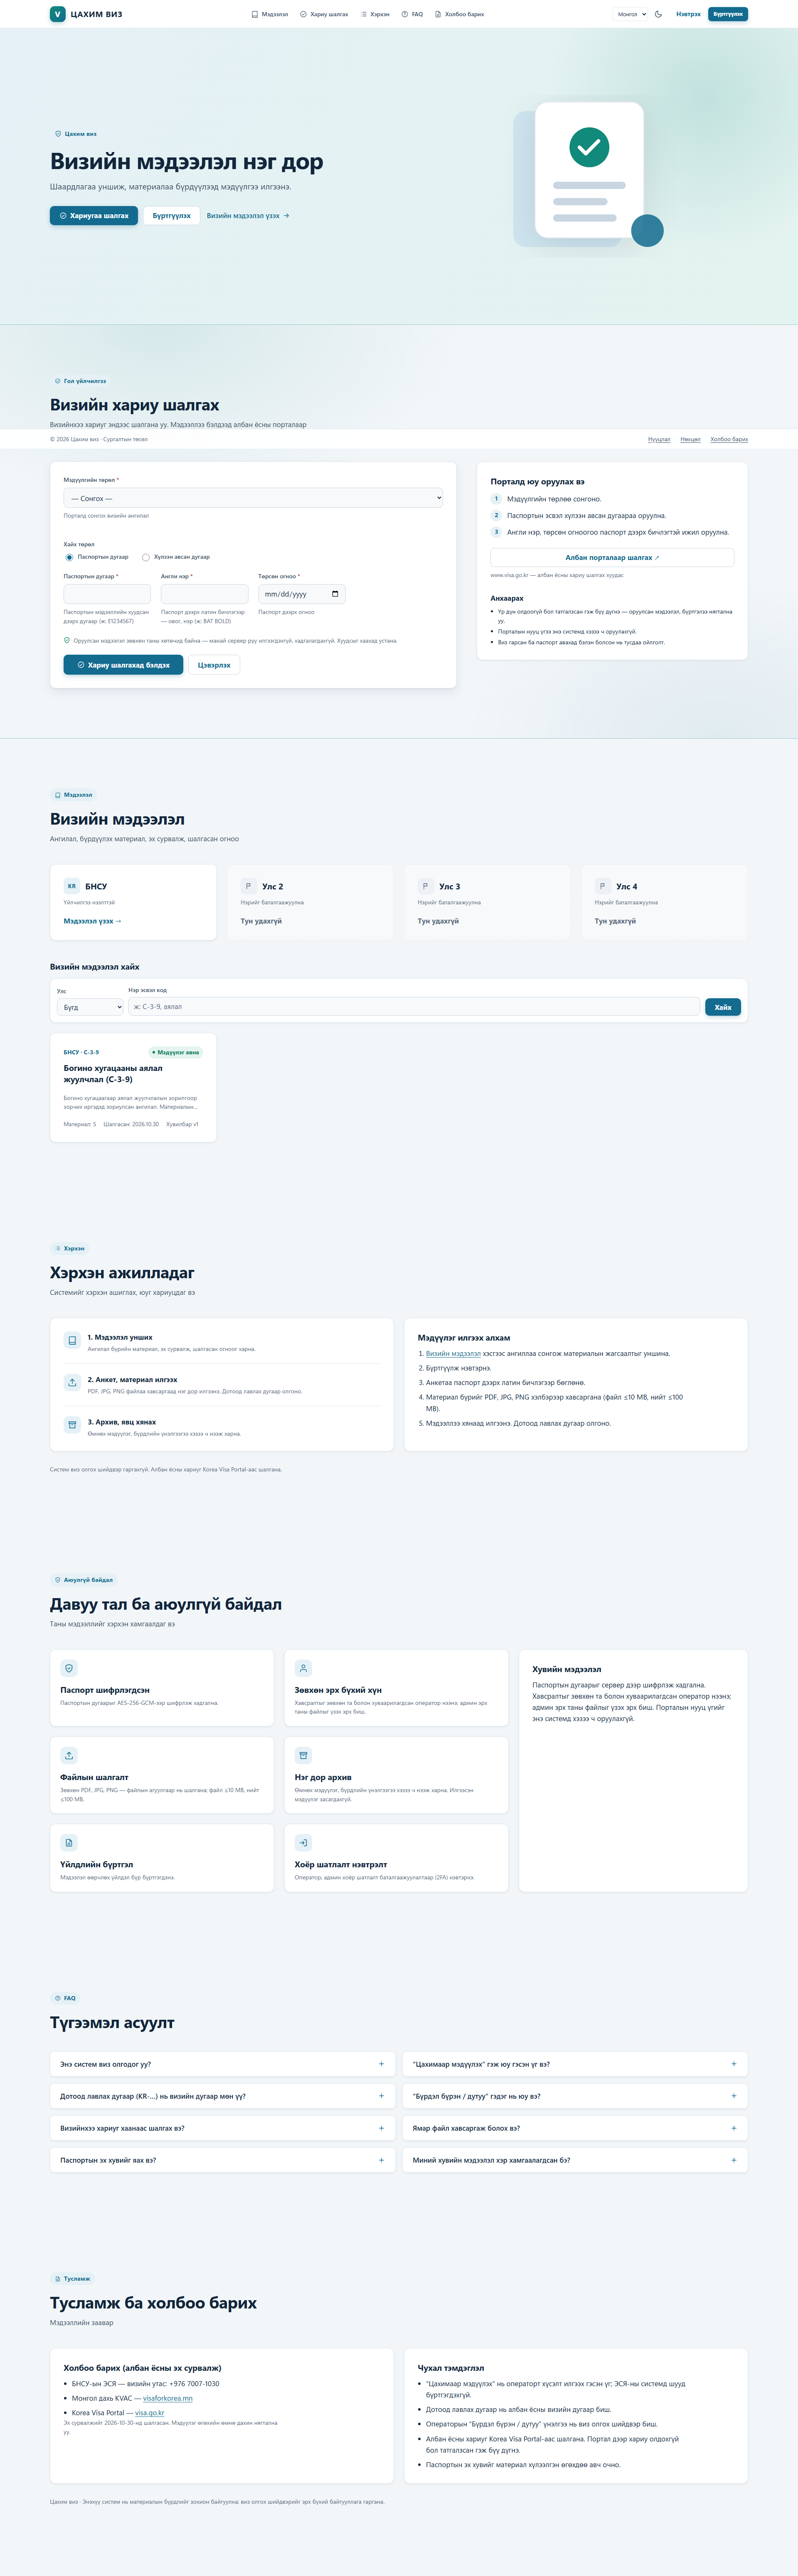 V ЦАХИМ ВИЗ
Мэдээлэл Хариу шалгах Хэрхэн FAQ Холбоо барих
Монгол Нэвтрэх Бүртгүүлэх
Цахим виз
Визийн мэдээлэл нэг дор
Шаардлагаа уншиж, материалаа бүрдүүлээд мэдүүлгээ илгээнэ.
Хариугаа шалгах Бүртгүүлэх Визийн мэдээлэл үзэх →
Гол үйлчилгээ
Визийн хариу шалгах
Визийнхээ хариуг эндээс шалгана уу. Мэдээллээ бэлдээд албан ёсны порталаар
© 2026 Цахим виз · Сургалтын төсөл
Нууцлал Нөхцөл Холбоо барих
Мэдүүлгийн төрөл *
— Сонгох —
Порталд сонгох визийн ангилал
Хайх төрөл
Паспортын дугаар Хүлээн авсан дугаар
Паспортын дугаар * Англи нэр * Төрсөн огноо *
mm/dd/yyyy
Паспортын мэдээллийн хуудсан Паспорт дээрх латин бичлэгээр Паспорт дээрх огноо
дээрх дугаар (ж: E1234567) — овог, нэр (ж: BAT BOLD)
Оруулсан мэдээлэл зөвхөн таны хөтчид байна — манай сервер рүү илгээгдэхгүй, хадгалагдахгүй. Хуудсыг хаахад устана.
Хариу шалгахад бэлдэх Цэвэрлэх
Порталд юу оруулах вэ
1 Мэдүүлгийн төрлөө сонгоно.
2 Паспортын эсвэл хүлээн авсан дугаараа оруулна.
3 Англи нэр, төрсөн огноогоо паспорт дээрх бичлэгтэй ижил оруулна.
Албан порталаар шалгах ↗
www.visa.go.kr — албан ёсны хариу шалгах хуудас
Анхаарах
• Үр дүн олдоогүй бол татгалзсан гэж бүү дүгнэ — оруулсан мэдээлэл, бүртгэлээ нягтална
уу.
• Порталын нууц үгээ энэ системд хэзээ ч оруулахгүй.
• Виз гарсан ба паспорт авахад бэлэн болсон нь тусдаа ойлголт.
Мэдээлэл
Визийн мэдээлэл
Ангилал, бүрдүүлэх материал, эх сурвалж, шалгасан огноо
KR БНСУ
Үйлчилгээ нээлттэй
Мэдээлэл үзэх →
Улс 2
Нэрийг баталгаажуулна
Тун удахгүй
Улс 3
Нэрийг баталгаажуулна
Тун удахгүй
Улс 4
Нэрийг баталгаажуулна
Тун удахгүй
Визийн мэдээлэл хайх
Улс Нэр эсвэл код
Бүгд ж: C-3-9, аялал Хайх
БНСУ · C-3-9 • Мэдүүлэг авна
Богино хугацааны аялал
жуулчлал (C-3-9)
Богино хугацаагаар аялал жуулчлалын зорилгоор
зорчих иргэдэд зориулсан ангилал. Материалын…
Материал: 5 Шалгасан: 2026.10.30 Хувилбар v1
Хэрхэн
Хэрхэн ажилладаг
Системийг хэрхэн ашиглах, юуг хариуцдаг вэ
1. Мэдээлэл унших
Ангилал бүрийн материал, эх сурвалж, шалгасан огноог харна.
2. Анкет, материал илгээх
PDF, JPG, PNG файлаа хавсаргаад нэг дор илгээнэ. Дотоод лавлах дугаар олгоно.
3. Архив, явц хянах
Өмнөх мэдүүлэг, бүрдлийн үнэлгээгээ хэзээ ч нээж харна.
Мэдүүлэг илгээх алхам
1. Визийн мэдээлэл хэсгээс ангиллаа сонгож материалын жагсаалтыг уншина.
2. Бүртгүүлж нэвтэрнэ.
3. Анкетаа паспорт дээрх латин бичлэгээр бөглөнө.
4. Материал бүрийг PDF, JPG, PNG хэлбэрээр хавсаргана (файл ≤10 MB, нийт ≤100
MB).
5. Мэдээллээ хянаад илгээнэ. Дотоод лавлах дугаар олгоно.
Систем виз олгох шийдвэр гаргахгүй. Албан ёсны хариуг Korea Visa Portal-аас шалгана.
Аюулгүй байдал
Давуу тал ба аюулгүй байдал
Таны мэдээллийг хэрхэн хамгаалдаг вэ
Паспорт шифрлэгдсэн
Паспортын дугаарыг AES-256-GCM-ээр шифрлэж хадгална.
Зөвхөн эрх бүхий хүн
Хавсралтыг зөвхөн та болон хуваарилагдсан оператор нээнэ; админ эрх
таны файлыг үзэх эрх биш.
Хувийн мэдээлэл
Паспортын дугаарыг сервер дээр шифрлэж хадгална.
Хавсралтыг зөвхөн та болон хуваарилагдсан оператор нээнэ;
админ эрх таны файлыг үзэх эрх биш. Порталын нууц үгийг
энэ системд хэзээ ч оруулахгүй.
Файлын шалгалт
Зөвхөн PDF, JPG, PNG — файлын агуулгаар нь шалгана; файл ≤10 MB, нийт
≤100 MB.
Нэг дор архив
Өмнөх мэдүүлэг, бүрдлийн үнэлгээгээ хэзээ ч нээж харна. Илгээсэн
мэдүүлэг засагдахгүй.
Үйлдлийн бүртгэл
Мэдээлэл өөрчлөх үйлдэл бүр бүртгэгдэнэ.
Хоёр шатлалт нэвтрэлт
Оператор, админ хоёр шатлалт баталгаажуулалтаар (2FA) нэвтэрнэ.
FAQ
Түгээмэл асуулт
Энэ систем виз олгодог уу? +
"Цахимаар мэдүүлэх" гэж юу гэсэн үг вэ? +
Дотоод лавлах дугаар (KR-…) нь визийн дугаар мөн үү? +
"Бүрдэл бүрэн / дутуу" гэдэг нь юу вэ? +
Визийнхээ хариуг хаанаас шалгах вэ? +
Ямар файл хавсаргаж болох вэ? +
Паспортын эх хувийг яах вэ? +
Миний хувийн мэдээлэл хэр хамгаалагдсан бэ? +
Тусламж
Тусламж ба холбоо барих
Мэдээллийн заавар
Холбоо барих (албан ёсны эх сурвалж)
• БНСУ-ын ЭСЯ — визийн утас: +976 7007-1030
• Монгол дахь KVAC — visaforkorea.mn
• Korea Visa Portal — visa.go.kr
Эх сурвалжийг 2026-10-30-нд шалгасан. Мэдүүлэг өгөхийн өмнө дахин нягтална
уу.
Чухал тэмдэглэл
• "Цахимаар мэдүүлэх" нь операторт хүсэлт илгээх гэсэн үг; ЭСЯ-ны системд шууд
бүртгэгдэхгүй.
• Дотоод лавлах дугаар нь албан ёсны визийн дугаар биш.
• Операторын "Бүрдэл бүрэн / дутуу" үнэлгээ нь виз олгох шийдвэр биш.
• Албан ёсны хариуг Korea Visa Portal-аас шалгана. Портал дээр хариу олдохгүй
бол татгалзсан гэж бүү дүгнэ.
• Паспортын эх хувийг материал хүлээлгэн өгөхдөө авч очно.
Цахим виз · Энэхүү систем нь материалын бүрдлийг зохион байгуулна; виз олгох шийдвэрийг эрх бүхий байгууллага гаргана.